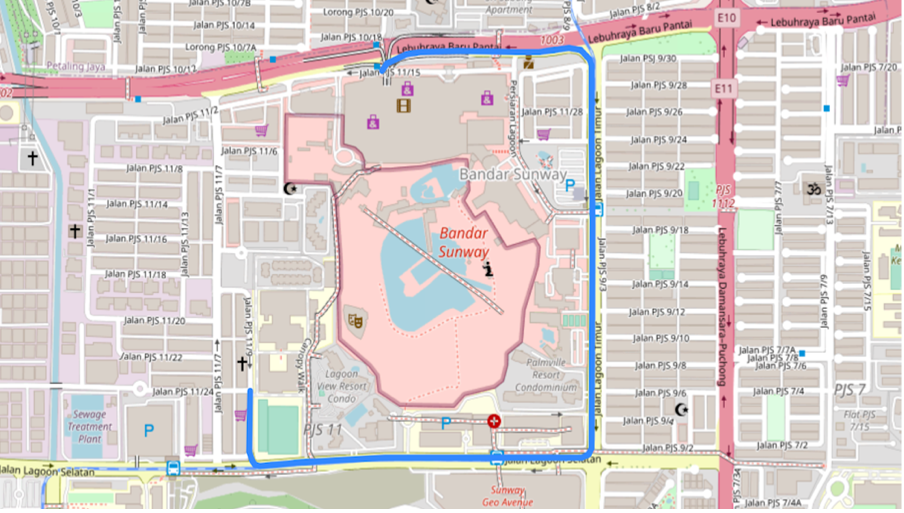 Jalan PJS 10/7B
Lorong PJS 10/20
Apartment
Jalan PJS 8/2
E10
Lebuhraya Baru Pantai
Jalan PJS 10/14
Jalan PJS 10/18
1003
Lebuhraya Baru Pantai
Lebuhraya Baru Pantai
Lorong PJS 10/7A
Petaling Jaya
Jalan PJS 10/12
Jalan PJS 11/15
Jalan PSJ 9/30
Jalan PJS 7/20
02
E11
Jalan PJS 9/28
Jalan PJS 11/2
Persiaran Lagoon
Jalan PJS 11/28
Jalan PJS 9/26
Jalan Lagoon Timur
Jalan PJS 9/24
Jalan PJS 11/6
Jalan PJS 11/8
Jalan PJS 9/22
Jalan PJS 11/7
Bandar Sunway
P
Jalan PJS 9/20
PJS
1112
Jalan PJS 7/7
Jalan PJS 7/13
Jalan PJS 11/1
Jalan PJS 11/14
Jalan PJS 11/13
Bandar
Sunway
Jalan PJS 9/18
Jalan PJS 11/16
Jalan PJS 9/3
Lebuhraya Damansara-Puchong
Jalan PJS 11/18
Jalan PJS 9/14
Jalan PJS 7/9
Jalan PJS 7/15
Jalan PJS 9/12
Jalan PJS 11/20
Jalan PJS 11/9
Jalan PJS 9/10
Jalan Lagoon Timur
Canopy Walk
Jalan PJS 11/22
Jalan PJS 7/7A
Jalan PJS 7/8
Jalan PJS 7/6
Lagoon
View Resort
Condo
Palmville
Resort
Condominium
Jalan PJS 11/24
Jalan PJS 11/7
Jalan PJS 9/6
Jalan PJS 7/4
PJS 7
Sewage
Treatment
Plant
P
PJS 11
P
Jalan PJS 9/4
Flat PJS
7/15
Jalan PJS 9/2
Jalan PJS 7/2
Jalan Lagoon Selatan
Jalan Lagoon Selatan
Sunway
Geo Avenue
Jalan PJS 7/4A